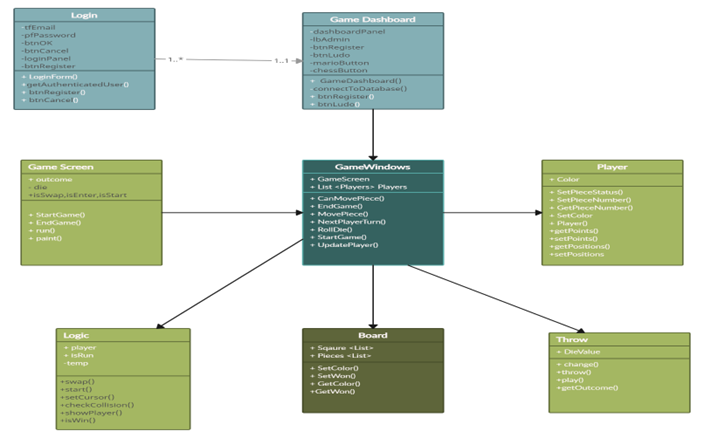 Login
-tfEmail
-pfPassword
-btnOK
-btnCancel
-loginPanel
-btnRegister
+ LoginForm()
+getAuthenticatedUser()
+ btnRegister()
+ btnCancel()
1..*
1..1
Game Dashboard
-dashboardPanel
-lbAdmin
-btnRegister
-btnLudo
-marioButton
-chessButton
+ GameDashboard()
-connectToDatabase()
+ btnRegister()
+ btnLudo()
Game Screen
+ outcome
- die
+isSwap,isEnter,isStart
+ StartGame()
+ EndGame()
+ run()
+ paint()
GameWindows
+ GameScreen
+ List <Players> Players
+ CanMovePiece()
+ EndGame()
+ MovePiece()
+ NextPlayerTurn()
+ RollDie()
+ StartGame()
+ UpdatePlayer()
Player
+ Color
+ SetPieceStatus()
+ SetPieceNumber()
+ GetPieceNumber()
+ SetColor
+ Player()
+getPoints()
+setPoints()
+getPositions()
+setPositions
Logic
+ player
+ isRun
-temp
+swap()
+start()
+setCursor()
+checkCollision()
+showPlayer()
+isWin()
Board
+ Sqaure <List>
+ Pieces <List>
+ SetColor()
+ SetWon()
+ GetColor()
+GetWon()
Throw
+ DieValue
+ change()
+throw()
+play()
+getOutcome()